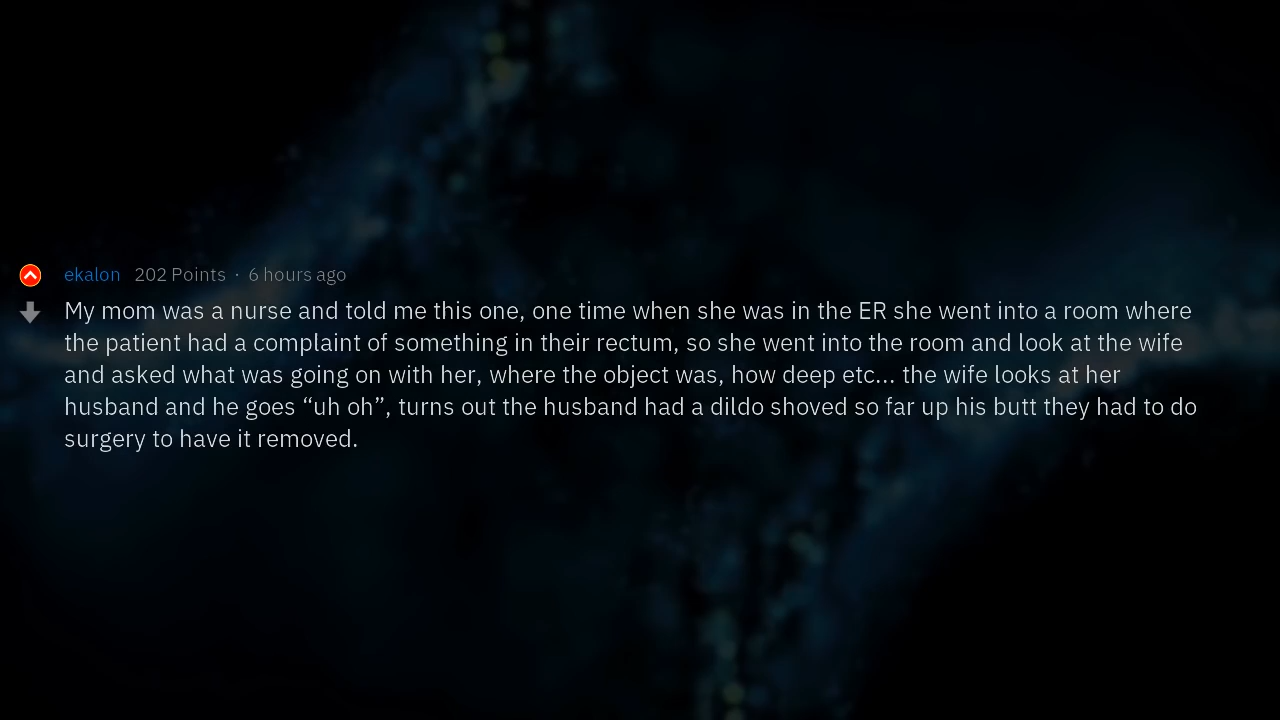 ekalon 202 Points · 6 hours ago
My mom was a nurse and told me this one, one time when she was in the ER she went into a room where
the patient had a complaint of something in their rectum, so she went into the room and look at the wife
and asked what was going on with her, where the object was, how deep etc... the wife looks at her
husband and he goes “uh oh”, turns out the husband had a dildo shoved so far up his butt they had to do
surgery to have it removed.